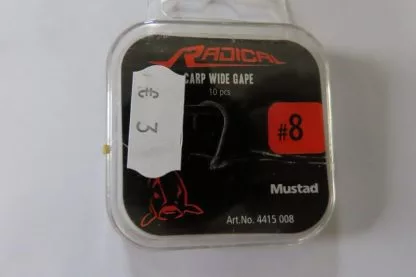 RADICAL
CARP WIDE GAPE
10 pcs
€ 3
#8
Mustad
Art.No. 4415 008